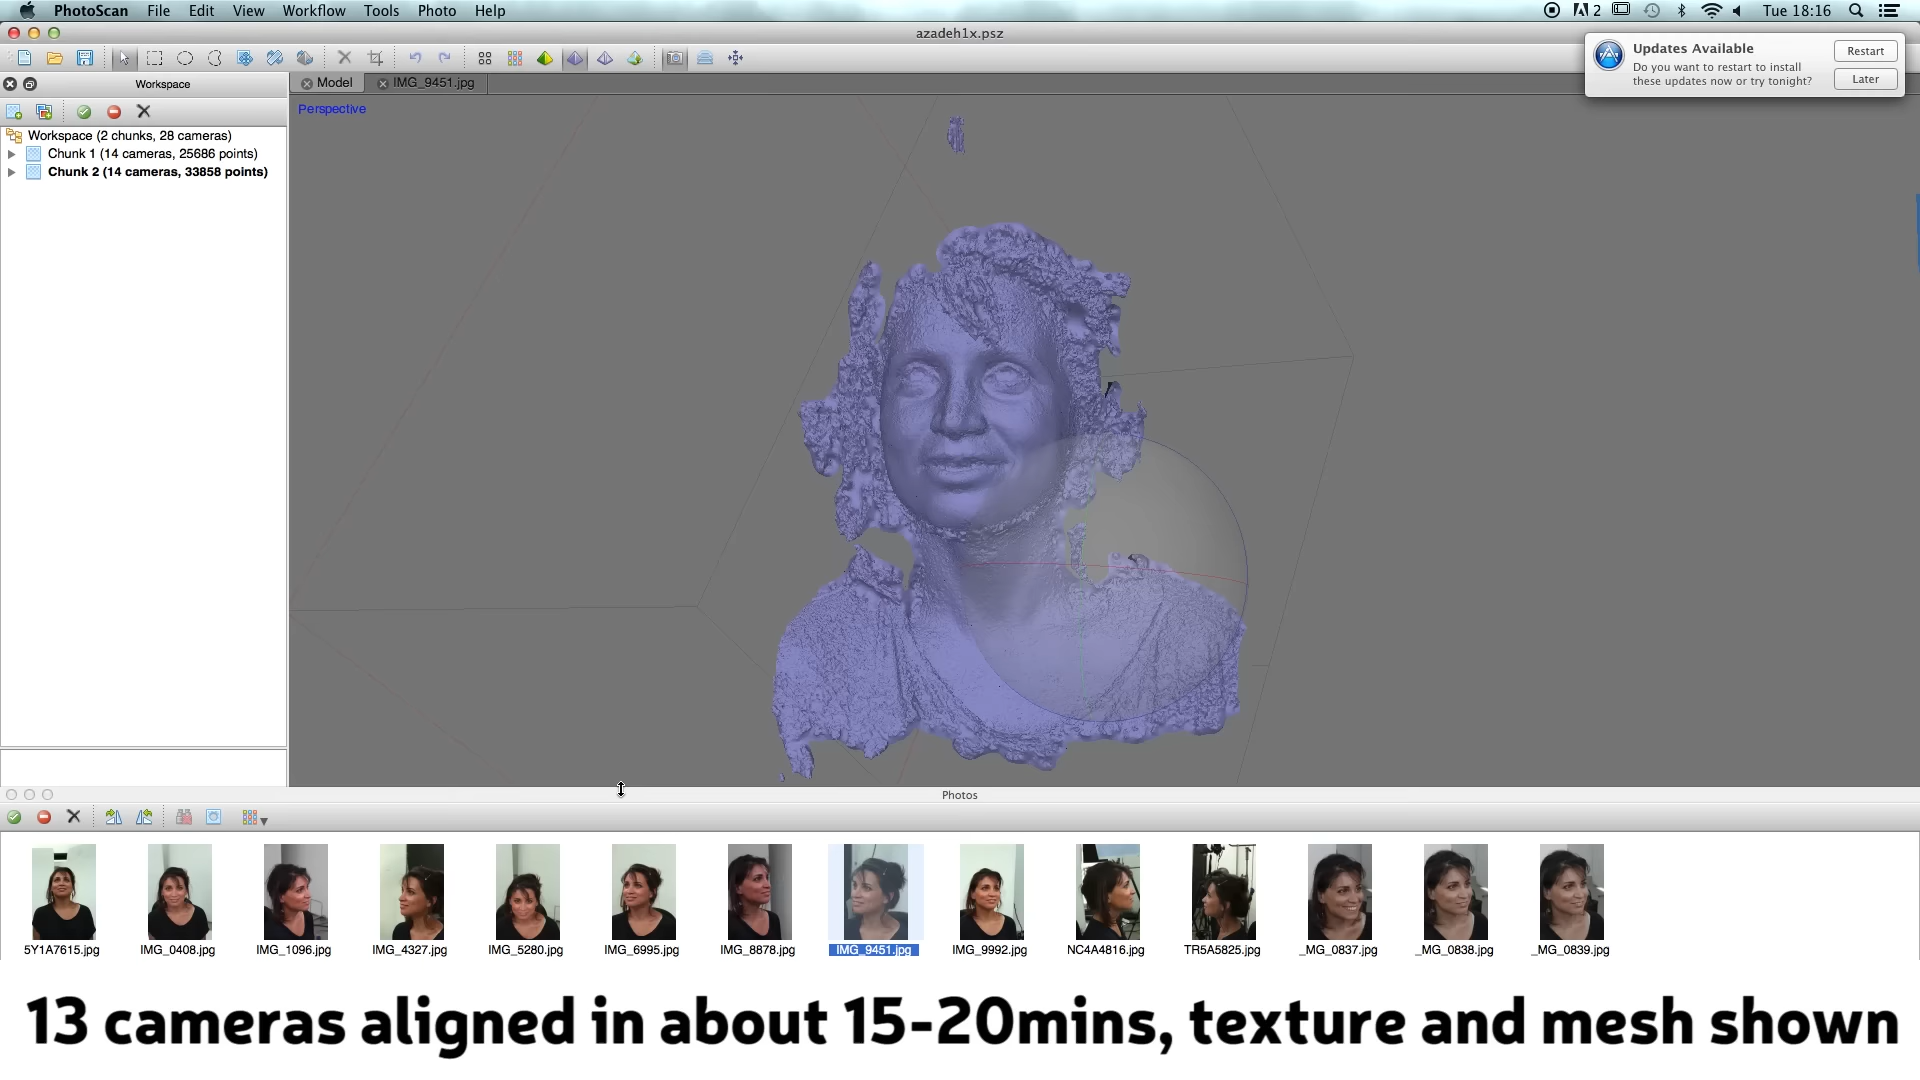 PhotoScan File Edit View Workflow Tools Photo Help
2 Tue 18:16
azadeh1x.psz
Updates Available
Do you want to restart to install
these updates now or try tonight?
Restart
Later
Workspace
Model IMG_9451.jpg
Perspective
Workspace (2 chunks, 28 cameras)
Chunk 1 (14 cameras, 25686 points)
Chunk 2 (14 cameras, 33858 points)
Photos
5Y1A7615.jpg IMG_0408.jpg IMG_1096.jpg IMG_4327.jpg IMG_5280.jpg IMG_6995.jpg IMG_8878.jpg IMG_9451.jpg IMG_9992.jpg NC4A4816.jpg TR5A5825.jpg _MG_0837.jpg _MG_0838.jpg _MG_0839.jpg
13 cameras aligned in about 15-20mins, texture and mesh shown